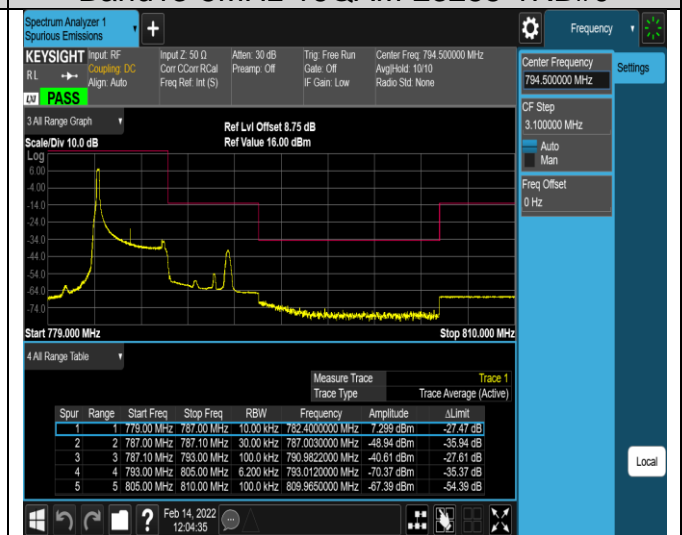 Spectrum Analyzer 1
Spurious Emissions
+
Frequency
KEYSIGHT
Input: RF
Coupling: DC
Align: Auto
Input Z: 50 Ω
Corr CCorr RCal
Freq Ref: Int (S)
Atten: 30 dB
Preamp: Off
Trig: Free Run
Gate: Off
IF Gain: Low
Center Freq: 794.500000 MHz
Avg|Hold: 10/10
Radio Std: None
R L
LXI
PASS
Center Frequency
794.500000 MHz
Settings
CF Step
3.100000 MHz
Auto
Man
Freq Offset
0 Hz
3 All Range Graph
Scale/Div 10.0 dB
Ref Lvl Offset 8.75 dB
Ref Value 16.00 dBm
Log
6.00
-4.00
-14.0
-24.0
-34.0
-44.0
-54.0
-64.0
-74.0
Start 779.000 MHz
Stop 810.000 MHz
4 All Range Table
Measure Trace Trace 1
Trace Type Trace Average (Active)
Spur Range Start Freq Stop Freq RBW Frequency Amplitude ΔLimit
1 1 779.00 MHz 787.00 MHz 10.00 kHz 782.4000000 MHz 7.299 dBm -27.47 dB
2 2 787.00 MHz 787.10 MHz 30.00 kHz 787.0030000 MHz -48.94 dBm -35.94 dB
3 3 787.10 MHz 793.00 MHz 100.0 kHz 790.9822000 MHz -40.61 dBm -27.61 dB
4 4 793.00 MHz 805.00 MHz 6.200 kHz 793.0120000 MHz -70.37 dBm -35.37 dB
5 5 805.00 MHz 810.00 MHz 100.0 kHz 809.9650000 MHz -67.39 dBm -54.39 dB
Local
?
Feb 14, 2022
12:04:35